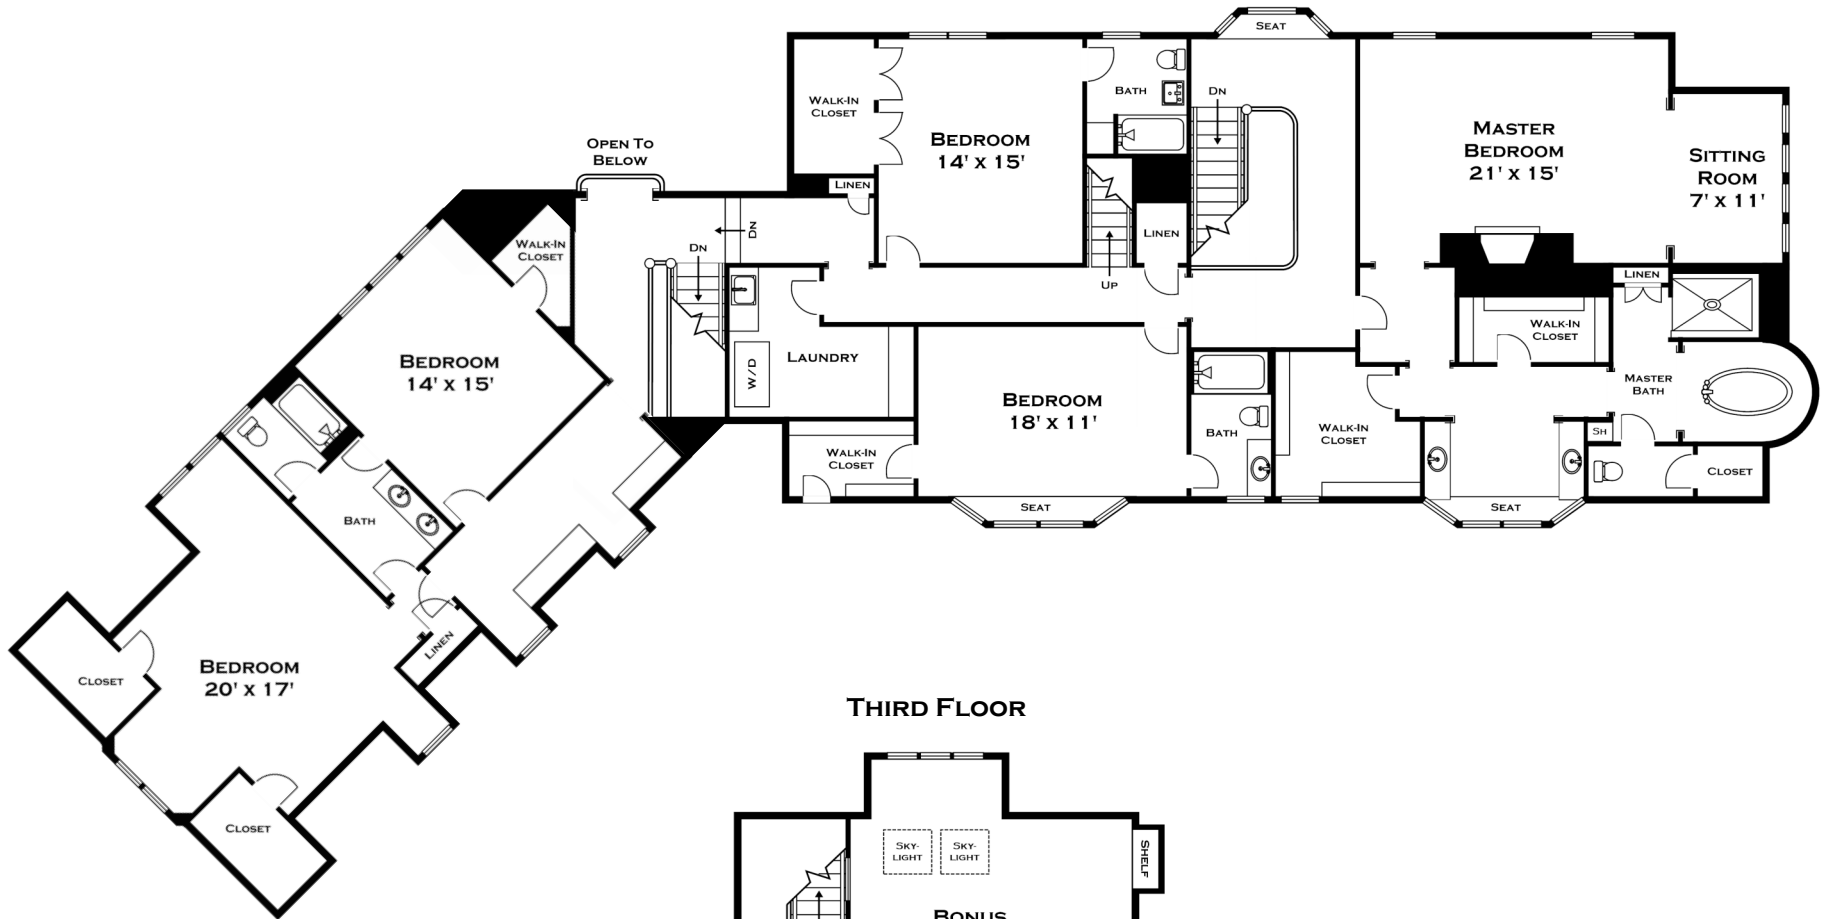 SEAT
WALK-IN
CLOSET
BEDROOM
14' X 15'
BATH
DN
MASTER
BEDROOM
21' X 15'
SITTING
ROOM
7' X 11'
OPEN TO
BELOW
LINEN
WALK-IN
CLOSET
DN
DN
LINEN
UP
LINEN
WALK-IN
CLOSET
BEDROOM
14' X 15'
LAUNDRY
W/D
BEDROOM
18' X 11'
MASTER
BATH
WALK-IN
CLOSET
BATH
WALK-IN
CLOSET
SH
CLOSET
SEAT
SEAT
BATH
LINEN
BEDROOM
20' X 17'
CLOSET
CLOSET
THIRD FLOOR
SKY-
LIGHT
SKY-
LIGHT
SHELF
BONUS